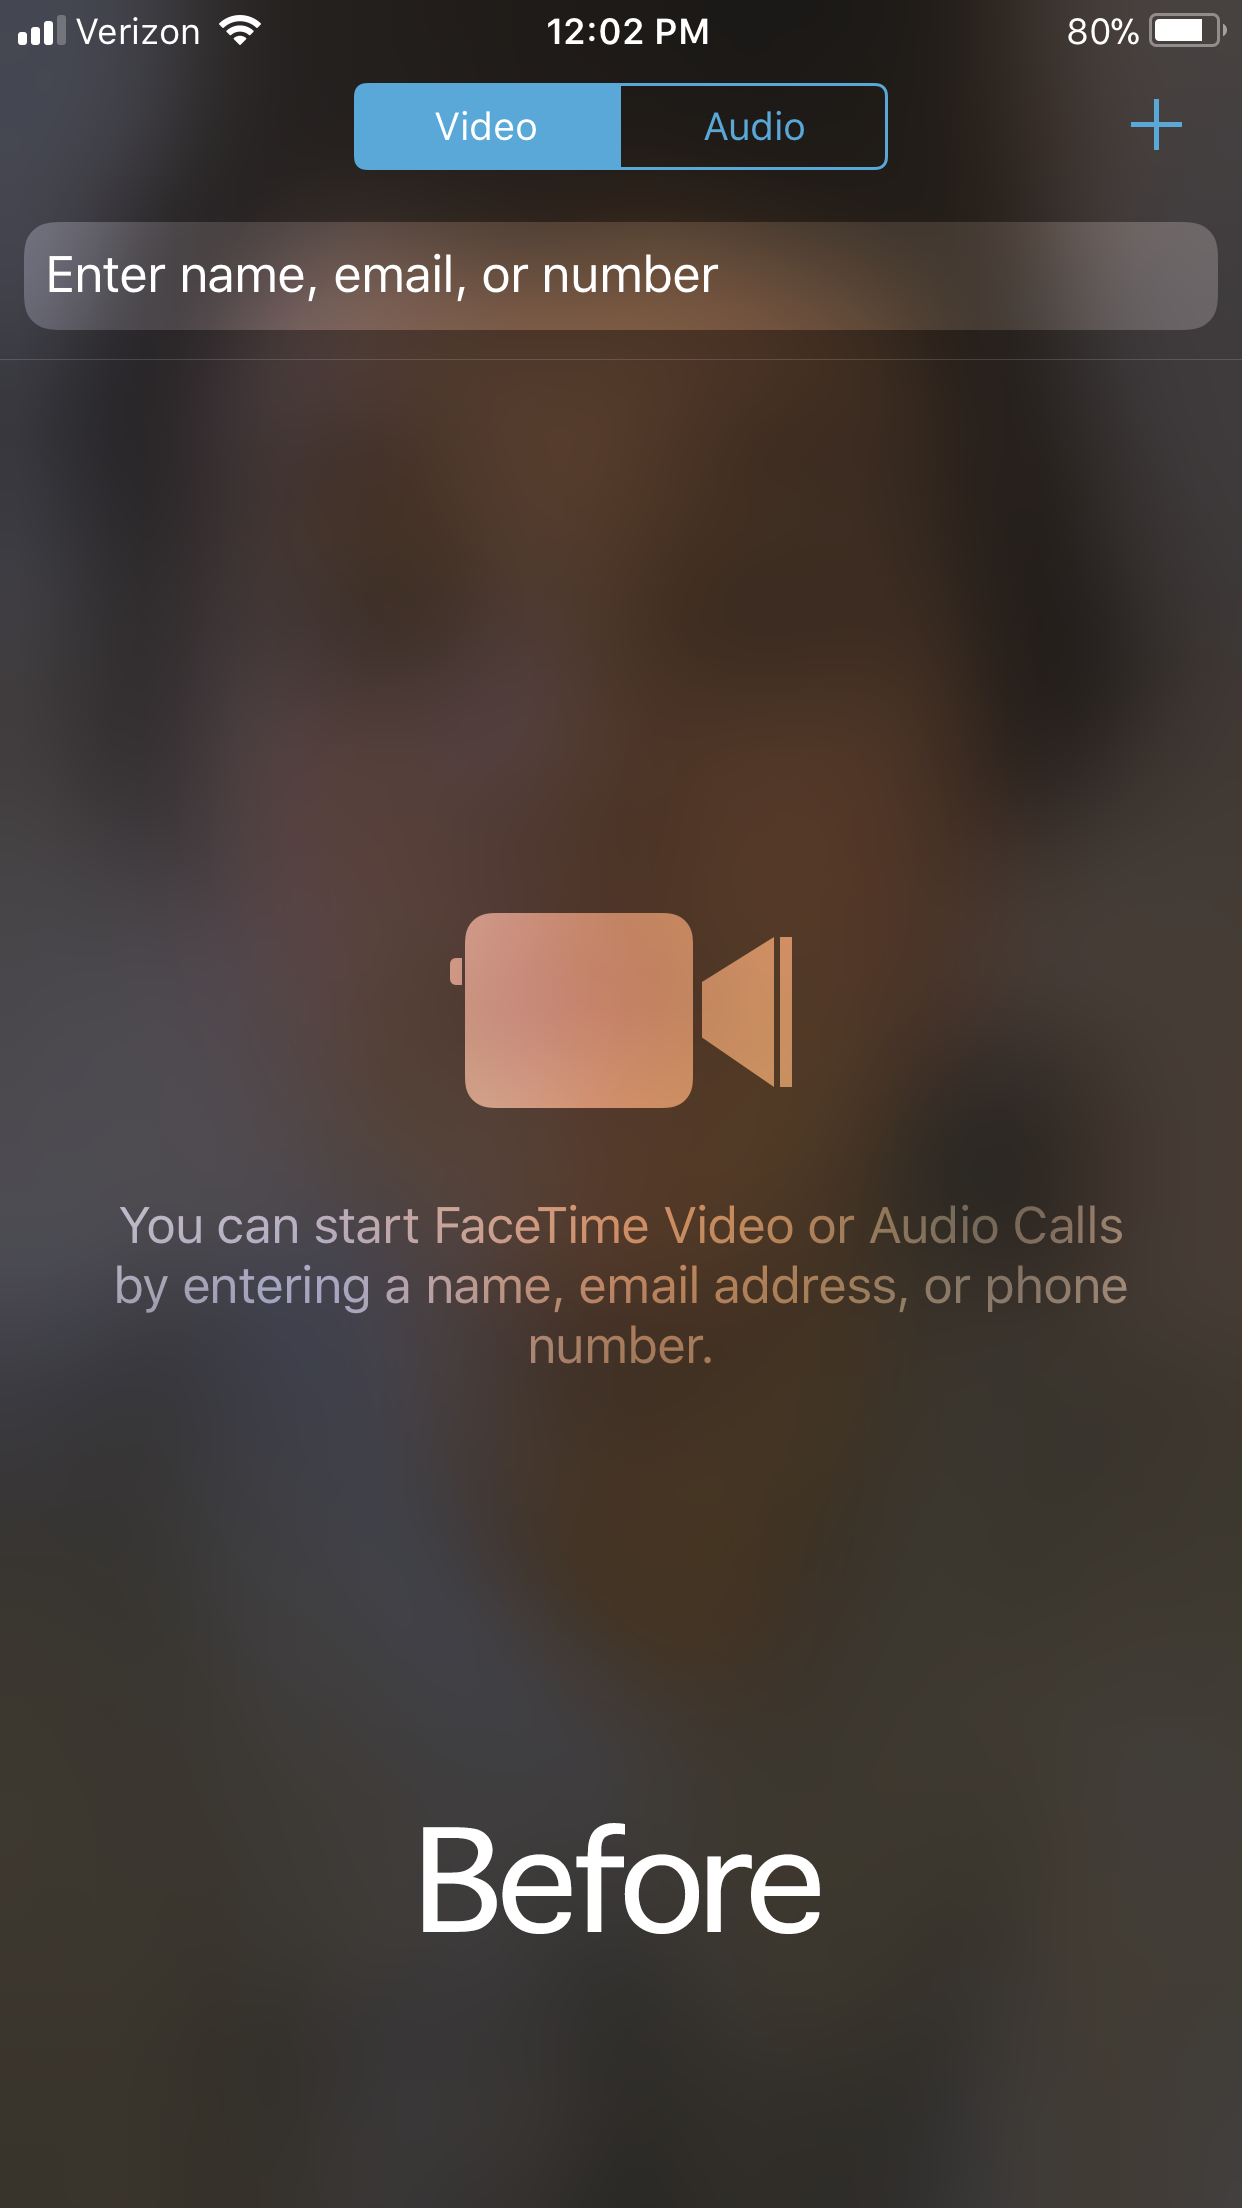 Verizon 12:02 PM 80%
Video Audio
Enter name, email, or number
You can start FaceTime Video or Audio Calls
by entering a name, email address, or phone
number.
Before